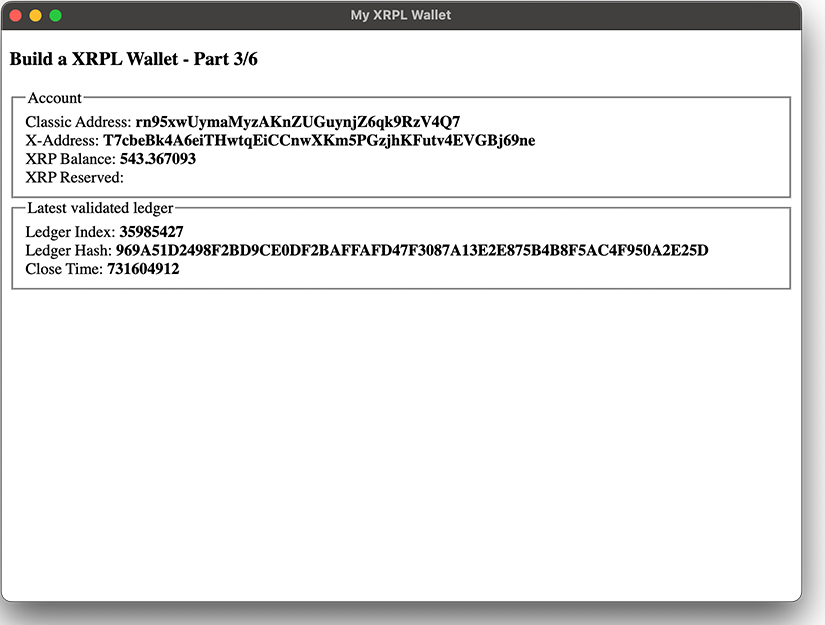 My XRPL Wallet
Build a XRPL Wallet - Part 3/6
Account
Classic Address: rn95xwUymaMyzAKnZUGuynjZ6qk9RzV4Q7
X-Address: T7cbeBk4A6eiTHwtqEiCCnwXKm5PGzjhKFutv4EVGBj69ne
XRP Balance: 543.367093
XRP Reserved:
Latest validated ledger
Ledger Index: 35985427
Ledger Hash: 969A51D2498F2BD9CE0DF2BAFFAFD47F3087A13E2E875B4B8F5AC4F950A2E25D
Close Time: 731604912